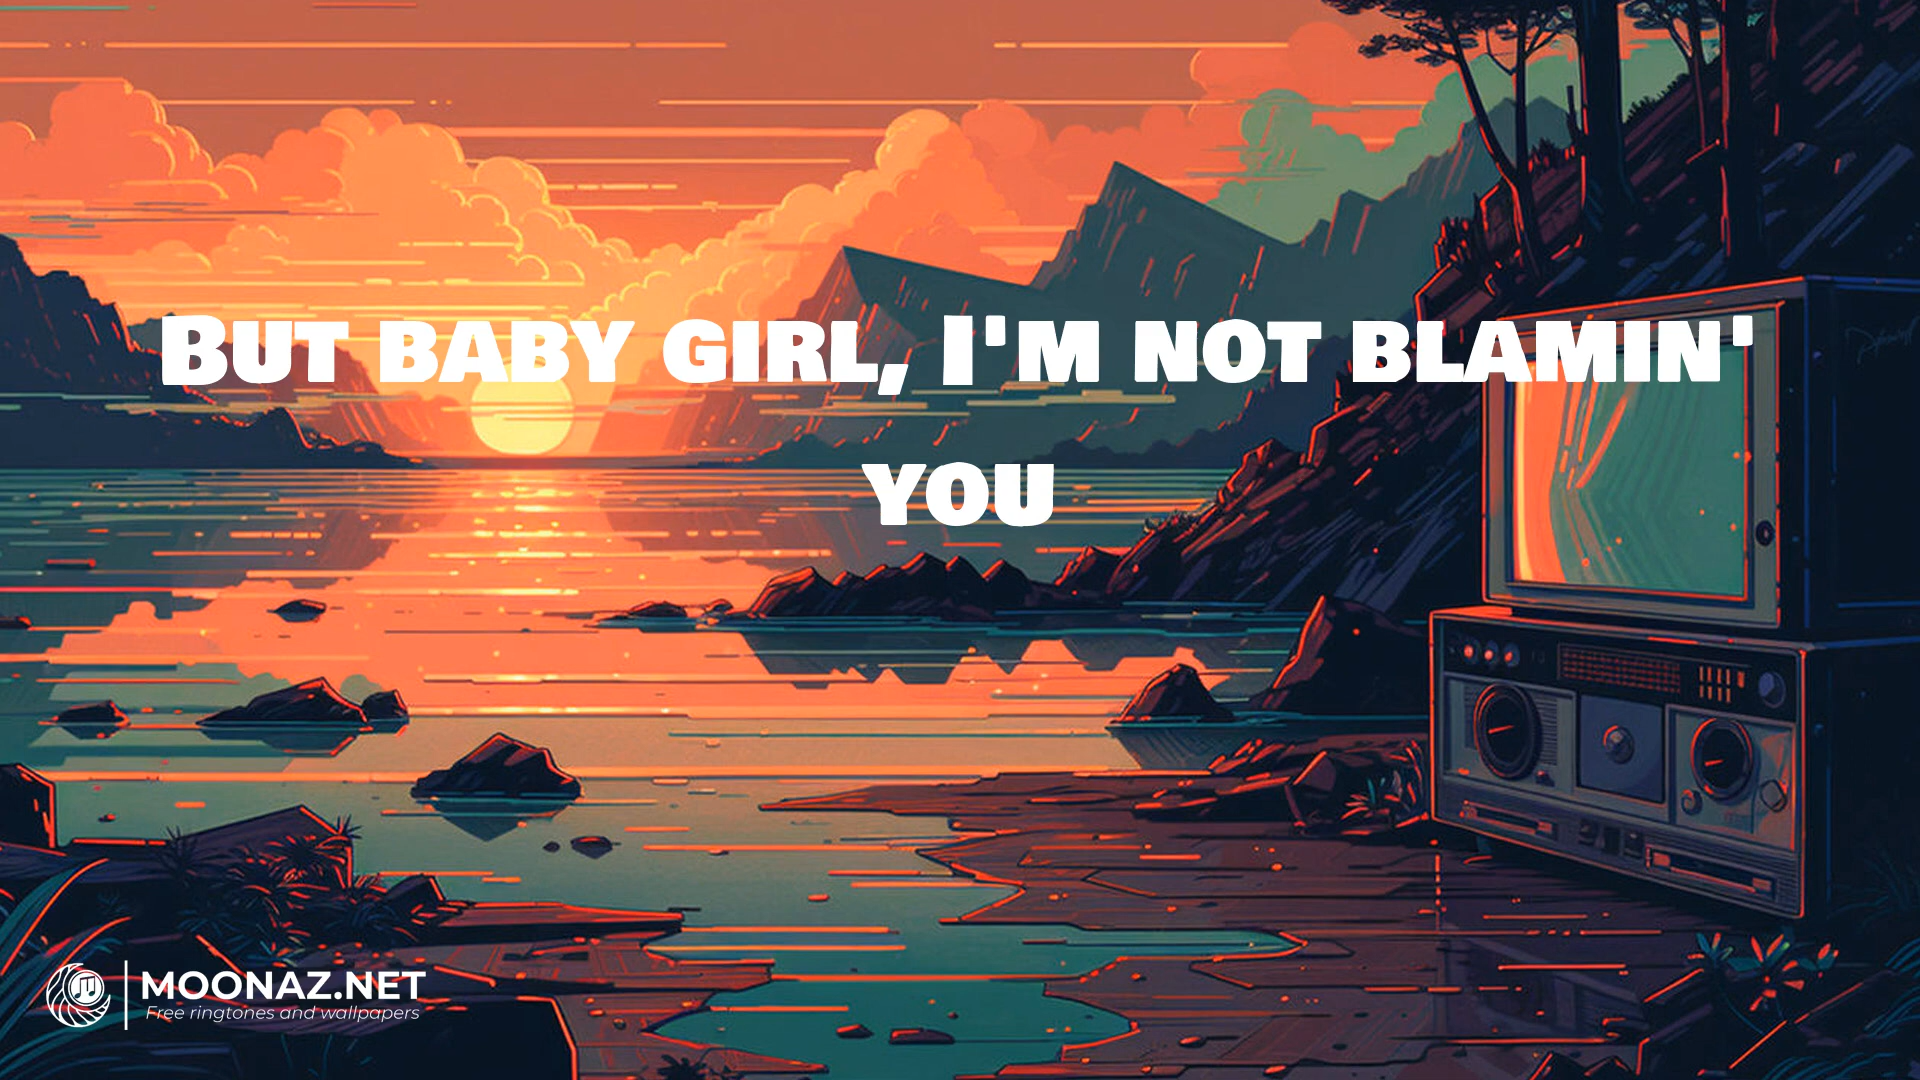 But baby girl, I'm not blamin'
you
MOONAZ.NET
Free ringtones and wallpapers